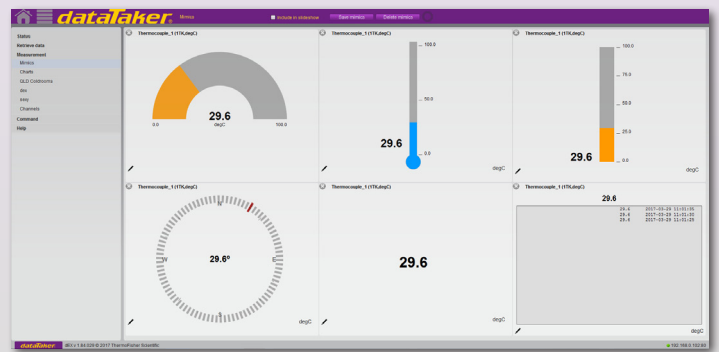 dataTaker
Mimics
Include in slideshow
Save mimics
Delete mimics
Status
Retrieve data
Measurement
Mimics
Charts
Channels
Command
Help
Thermocouple_1 (1TK,degC)
29.6
degC
0.0
100.0
Thermocouple_1 (1TK,degC)
100.0
50.0
0.0
29.6
degC
Thermocouple_1 (1TK,degC)
100.0
75.0
50.0
25.0
0.0
29.6
degC
Thermocouple_1 (1TK,degC)
N
W
E
S
29.6°
degC
Thermocouple_1 (1TK,degC)
29.6
degC
Thermocouple_1 (1TK,degC)
29.6
29.6 2017-03-29 11:01:35
29.6 2017-03-29 11:01:30
29.6 2017-03-29 11:01:25
degC
dataTaker
© 2017 ThermoFisher Scientific